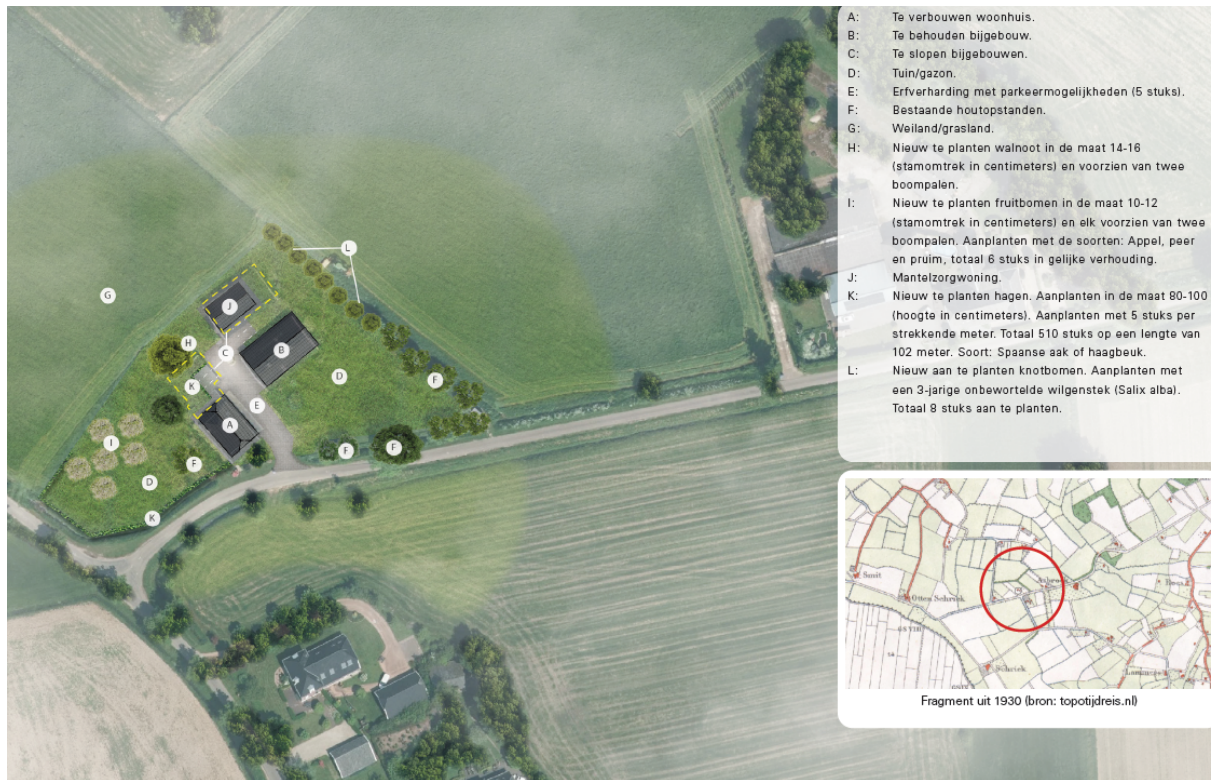 A: Te verbouwen woonhuis.
B: Te behouden bijgebouw.
C: Te slopen bijgebouwen.
D: Tuin/gazon.
E: Erfverharding met parkeermogelijkheden (5 stuks).
F: Bestaande houtopstanden.
G: Weiland/grasland.
H: Nieuw te planten walnoot in de maat 14-16
(stamomtrek in centimeters) en voorzien van twee
boompalen.
I: Nieuw te planten fruitbomen in de maat 10-12
(stamomtrek in centimeters) en elk voorzien van twee
boompalen. Aanplanten met de soorten: Appel, peer
en pruim, totaal 6 stuks in gelijke verhouding.
J: Mantelzorgwoning.
K: Nieuw te planten hagen. Aanplanten in de maat 80-100
(hoogte in centimeters). Aanplanten met 5 stuks per
strekkende meter. Totaal 510 stuks op een lengte van
102 meter. Soort: Spaanse aak of haagbeuk.
L: Nieuw aan te planten knotbomen. Aanplanten met
een 3-jarige onbewortelde wilgenstek (Salix alba).
Totaal 8 stuks aan te planten.
L
G
J
H
C
B
K
D
F
E
A
I
F
F
F
D
K
Smit
Otten Schriek
Schriek
Fragment uit 1930 (bron: topotijdreis.nl)